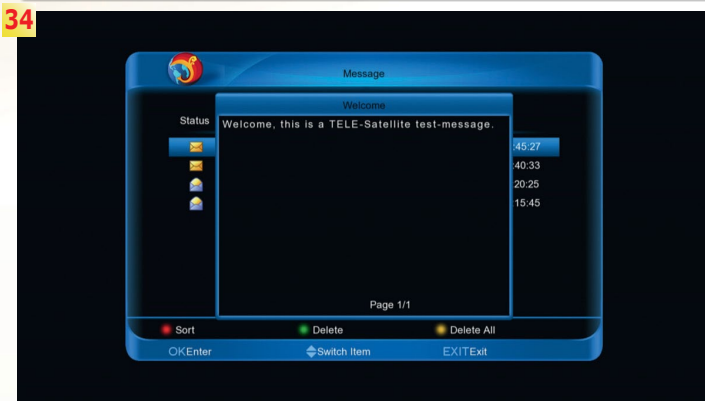 34
Message
Welcome
Status
Welcome, this is a TELE-Satellite test-message.
:45:27
:40:33
20:25
15:45
Page 1/1
Sort Delete Delete All
OKEnter Switch Item EXITExit